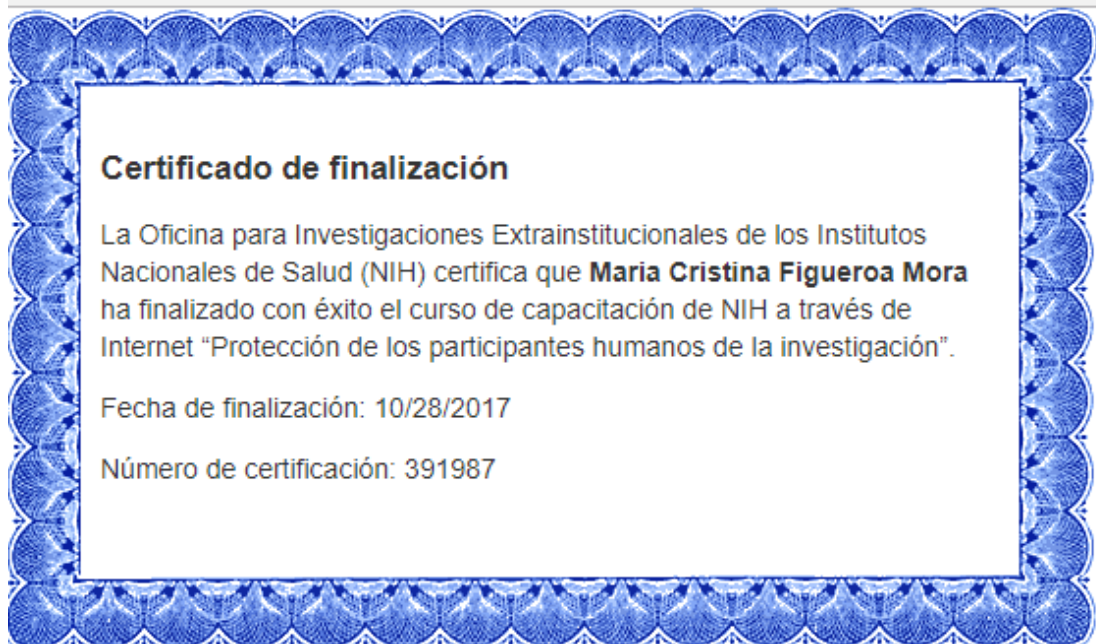 Certificado de finalización
La Oficina para Investigaciones Extrainstitucionales de los Institutos
Nacionales de Salud (NIH) certifica que Maria Cristina Figueroa Mora
ha finalizado con éxito el curso de capacitación de NIH a través de
Internet “Protección de los participantes humanos de la investigación”.
Fecha de finalización: 10/28/2017
Número de certificación: 391987